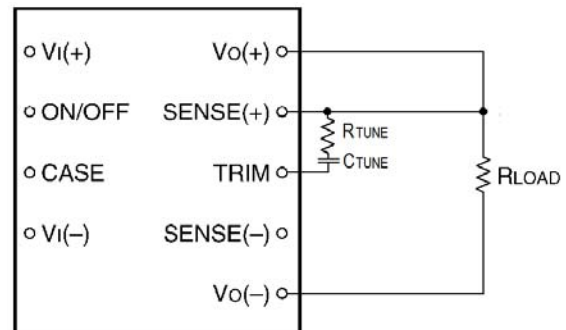 VI(+)
VO(+)
ON/OFF
SENSE(+)
RTUNE
CASE
TRIM
CTUNE
RLOAD
VI(–)
SENSE(–)
VO(–)